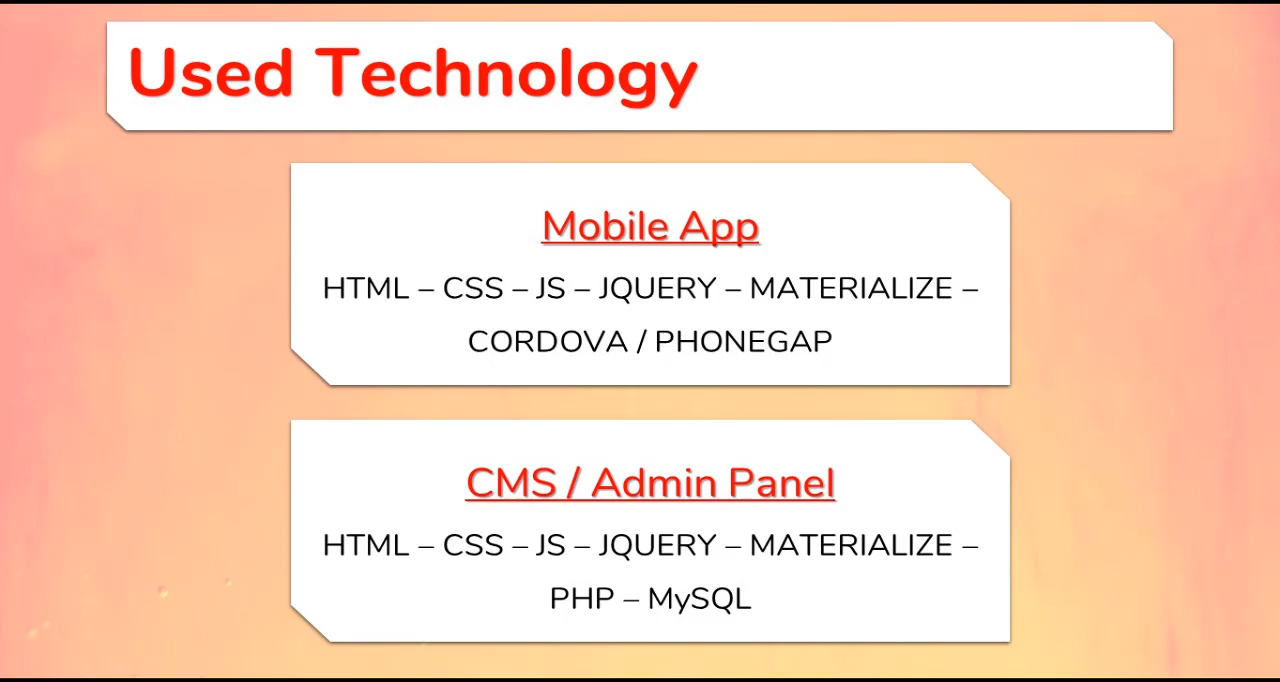 Used Technology
Mobile App
HTML – CSS – JS – JQUERY – MATERIALIZE –
CORDOVA / PHONEGAP
CMS / Admin Panel
HTML – CSS – JS – JQUERY – MATERIALIZE –
PHP – MySQL